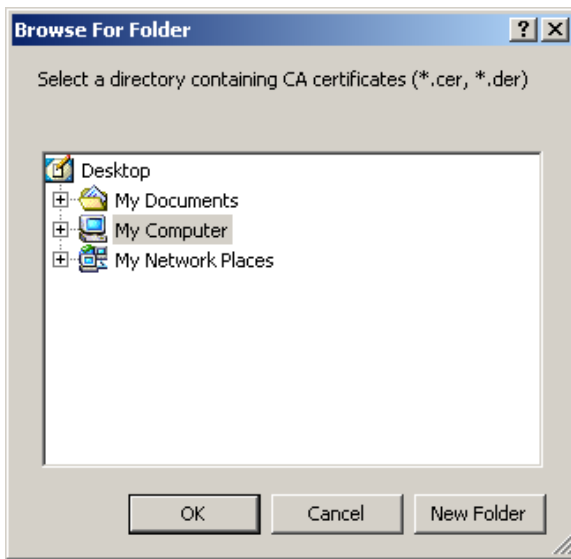 Browse For Folder
Select a directory containing CA certificates (*.cer, *.der)
Desktop
My Documents
My Computer
My Network Places
OK Cancel New Folder